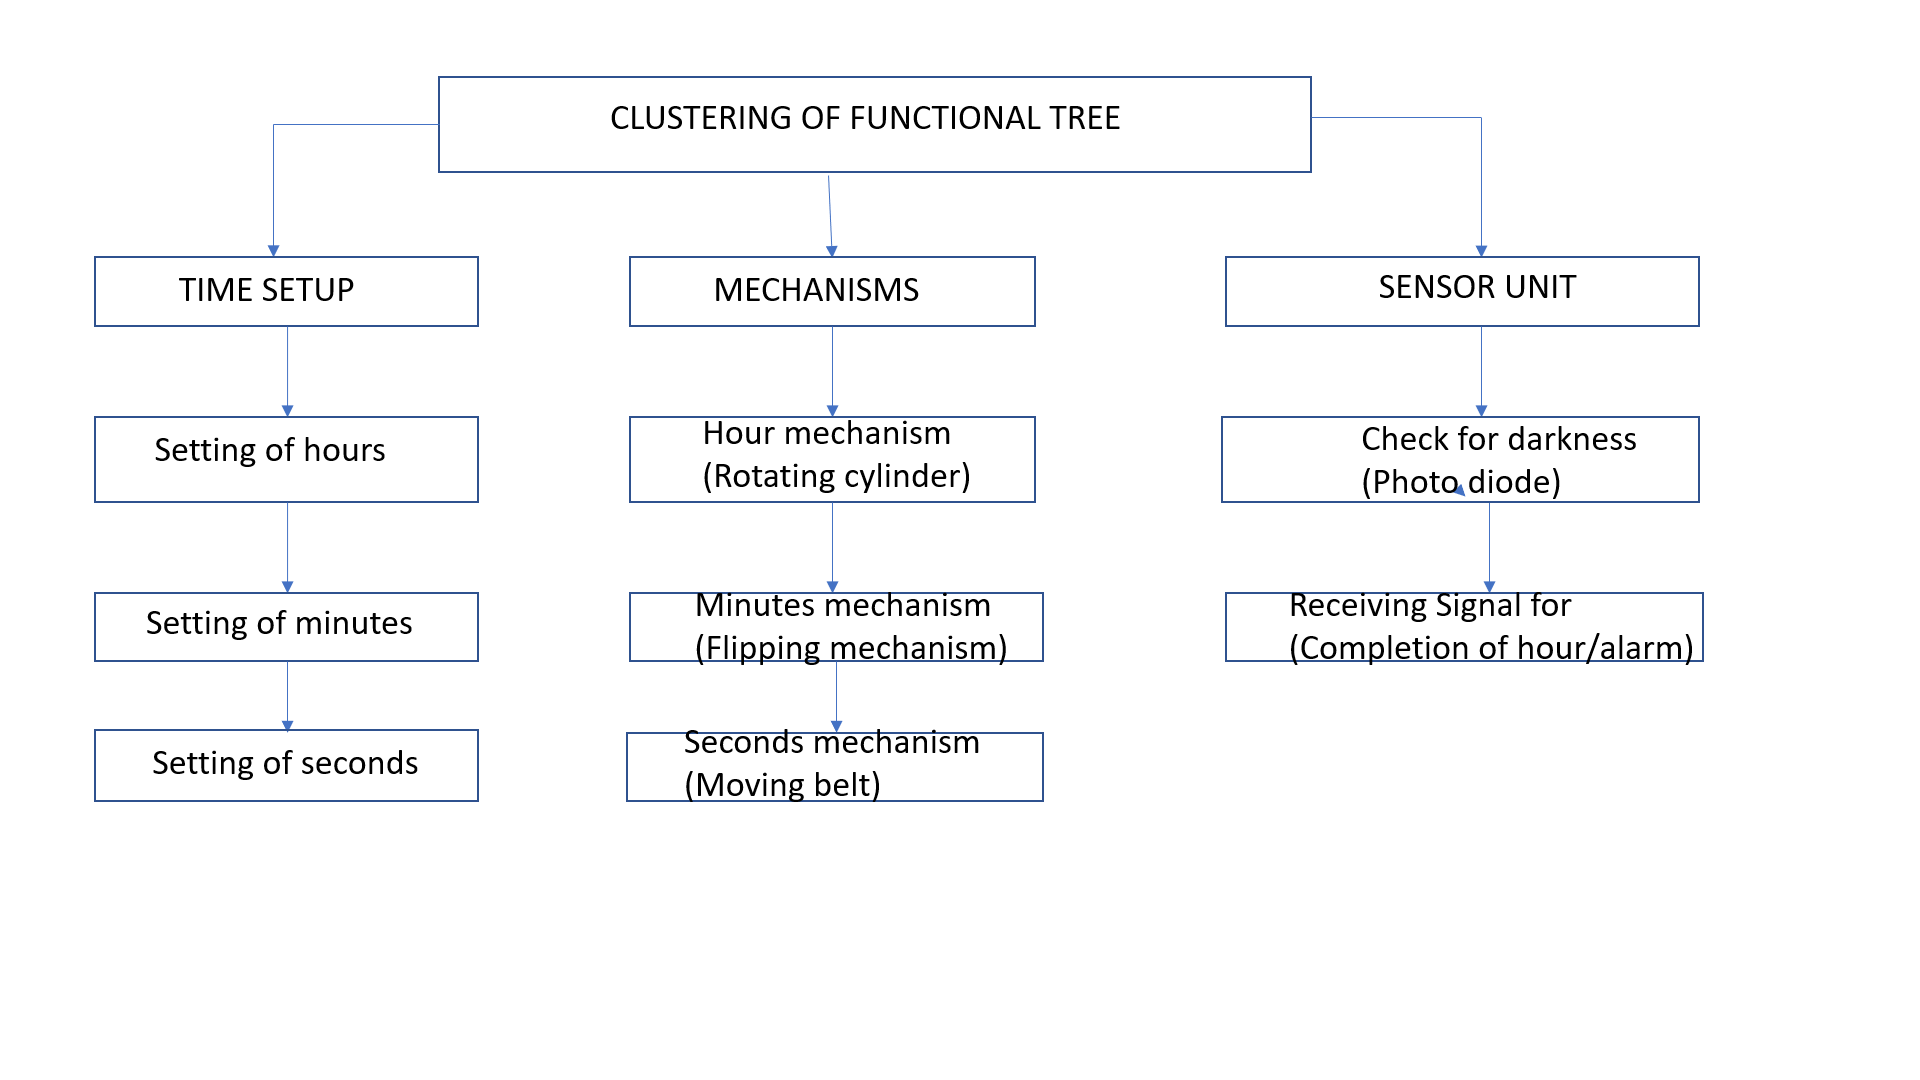 CLUSTERING OF FUNCTIONAL TREE
TIME SETUP
MECHANISMS
SENSOR UNIT
Setting of hours
Hour mechanism
(Rotating cylinder)
Check for darkness
(Photo diode)
Setting of minutes
Minutes mechanism
(Flipping mechanism)
Receiving Signal for
(Completion of hour/alarm)
Setting of seconds
Seconds mechanism
(Moving belt)